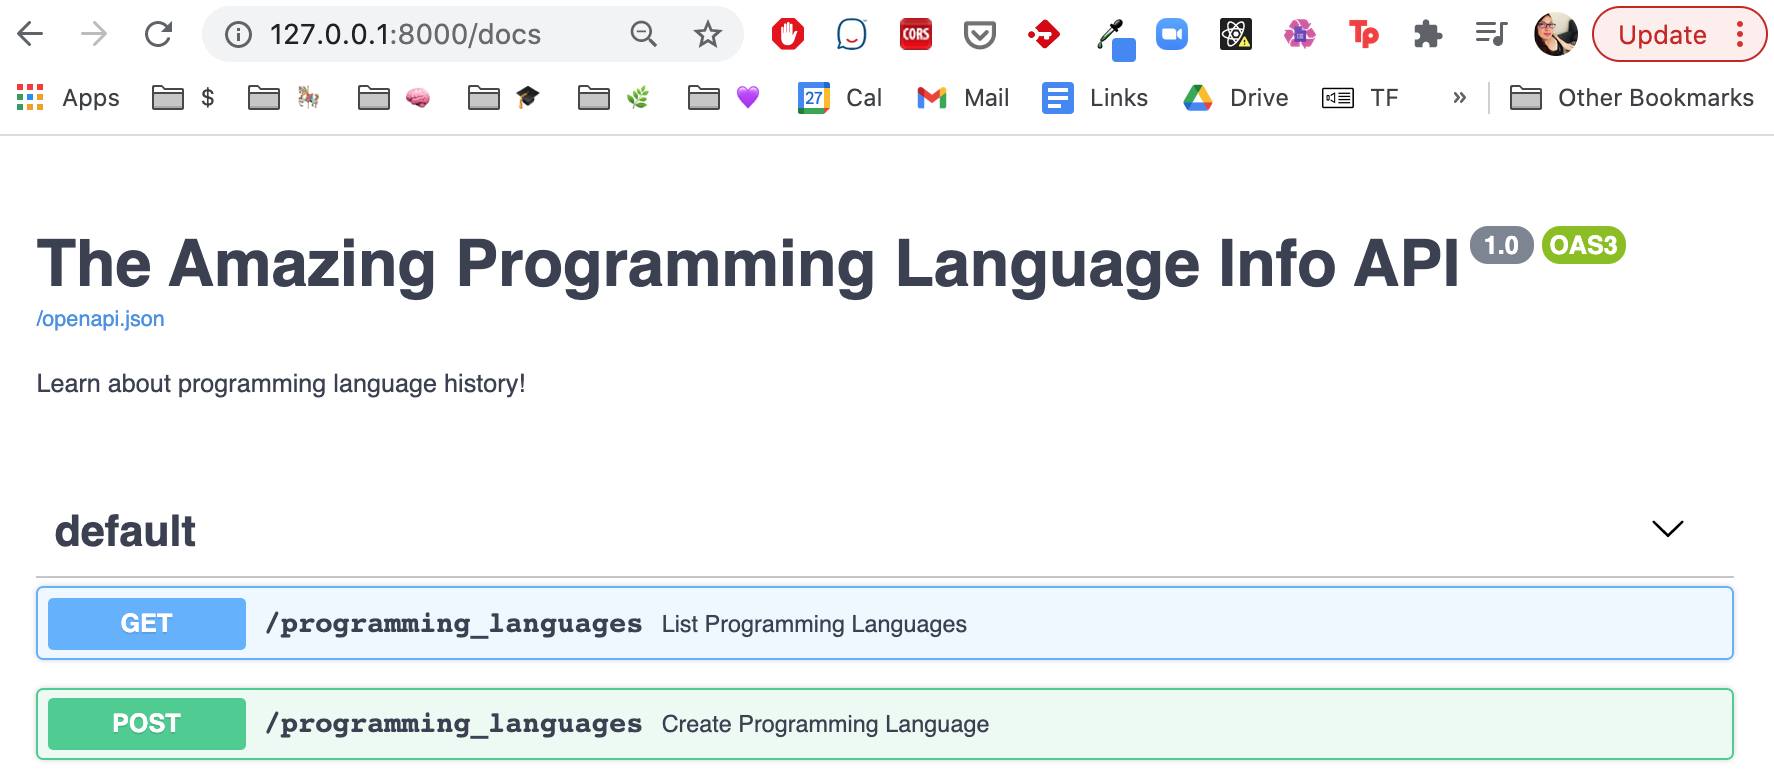 127.0.0.1:8000/docs
CORS
Tp
Update
Apps
$
27
Cal
Mail
Links
Drive
TF
»
Other Bookmarks
The Amazing Programming Language Info API 1.0 OAS3
/openapi.json
Learn about programming language history!
default
GET /programming_languages List Programming Languages
POST /programming_languages Create Programming Language